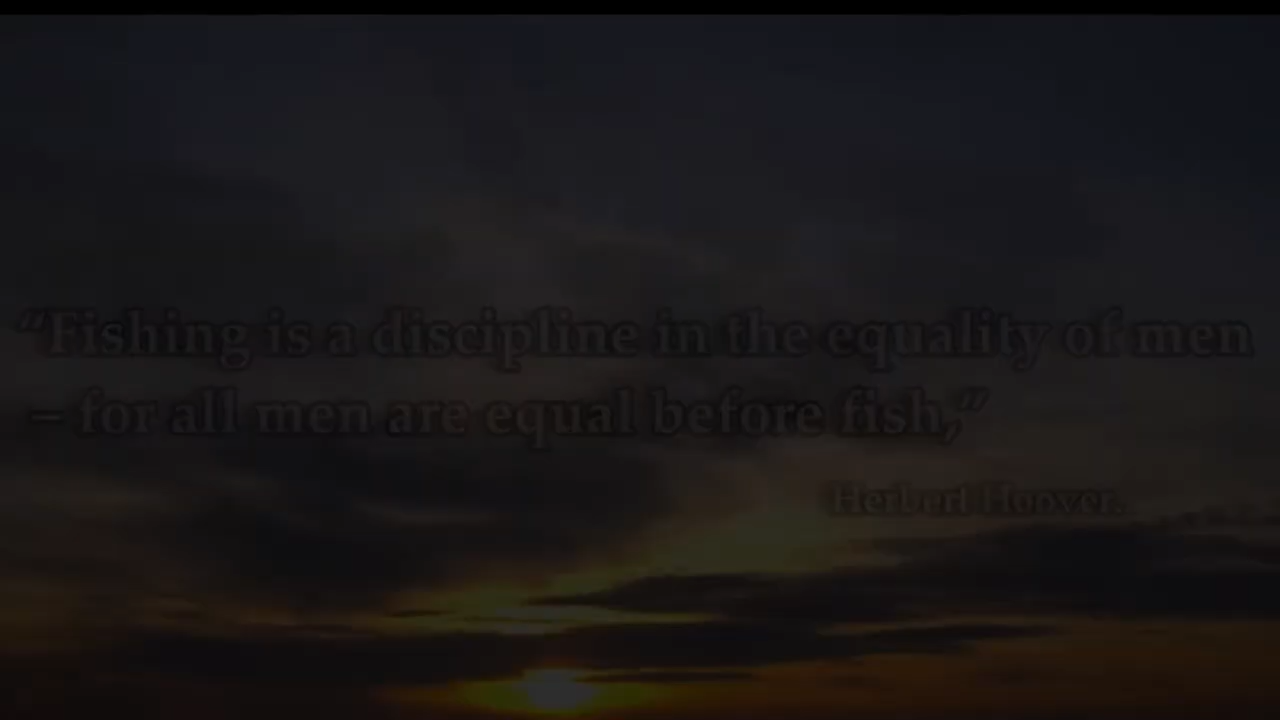 “Fishing is a discipline in the equality of men
– for all men are equal before fish,”
Herbert Hoover.